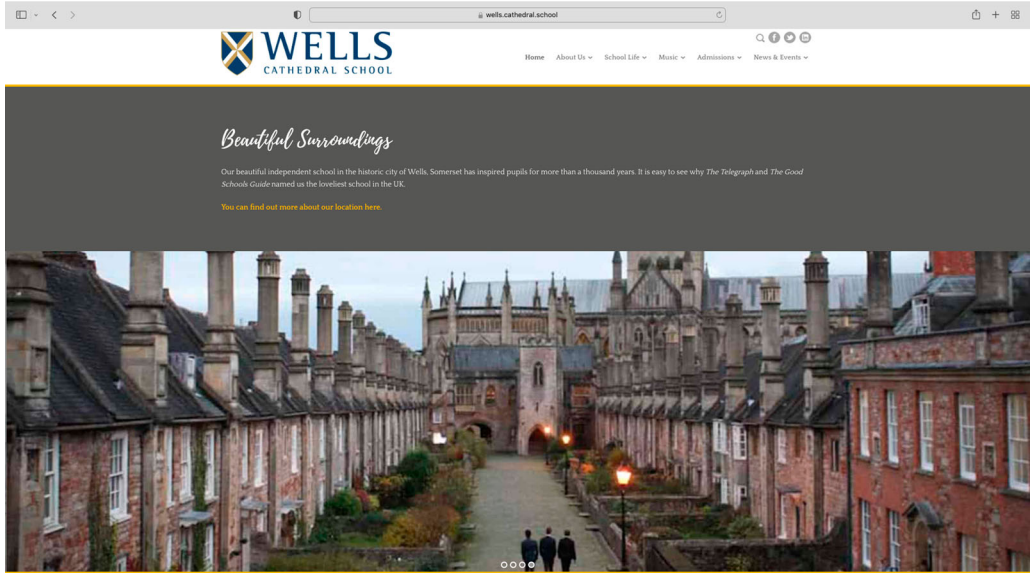 wells.cathedral.school
WELLS
CATHEDRAL SCHOOL
Home About Us School Life Music Admissions News & Events
Beautiful Surroundings
Our beautiful independent school in the historic city of Wells, Somerset has inspired pupils for more than a thousand years. It is easy to see why The Telegraph and The Good
Schools Guide named us the loveliest school in the UK.
You can find out more about our location here.